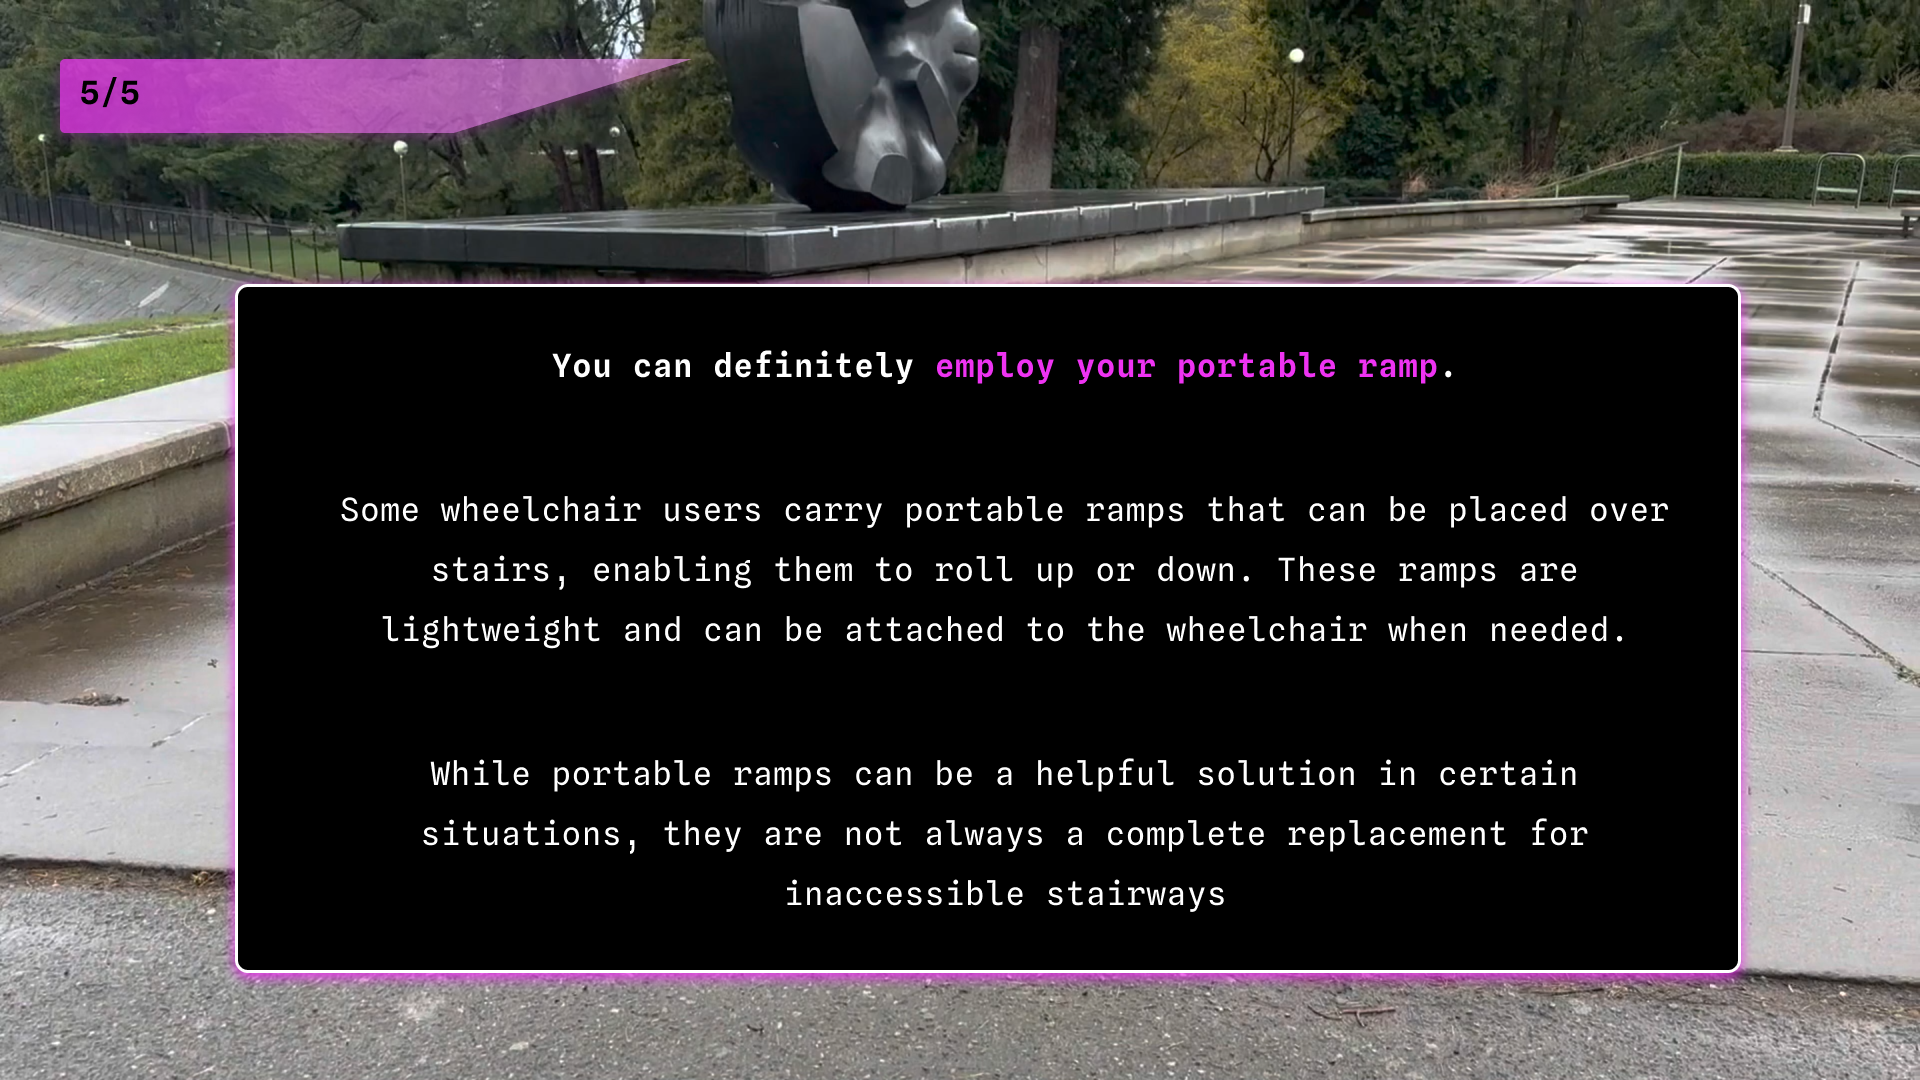 5/5
You can definitely employ your portable ramp.
Some wheelchair users carry portable ramps that can be placed over
stairs, enabling them to roll up or down. These ramps are
lightweight and can be attached to the wheelchair when needed.
While portable ramps can be a helpful solution in certain
situations, they are not always a complete replacement for
inaccessible stairways